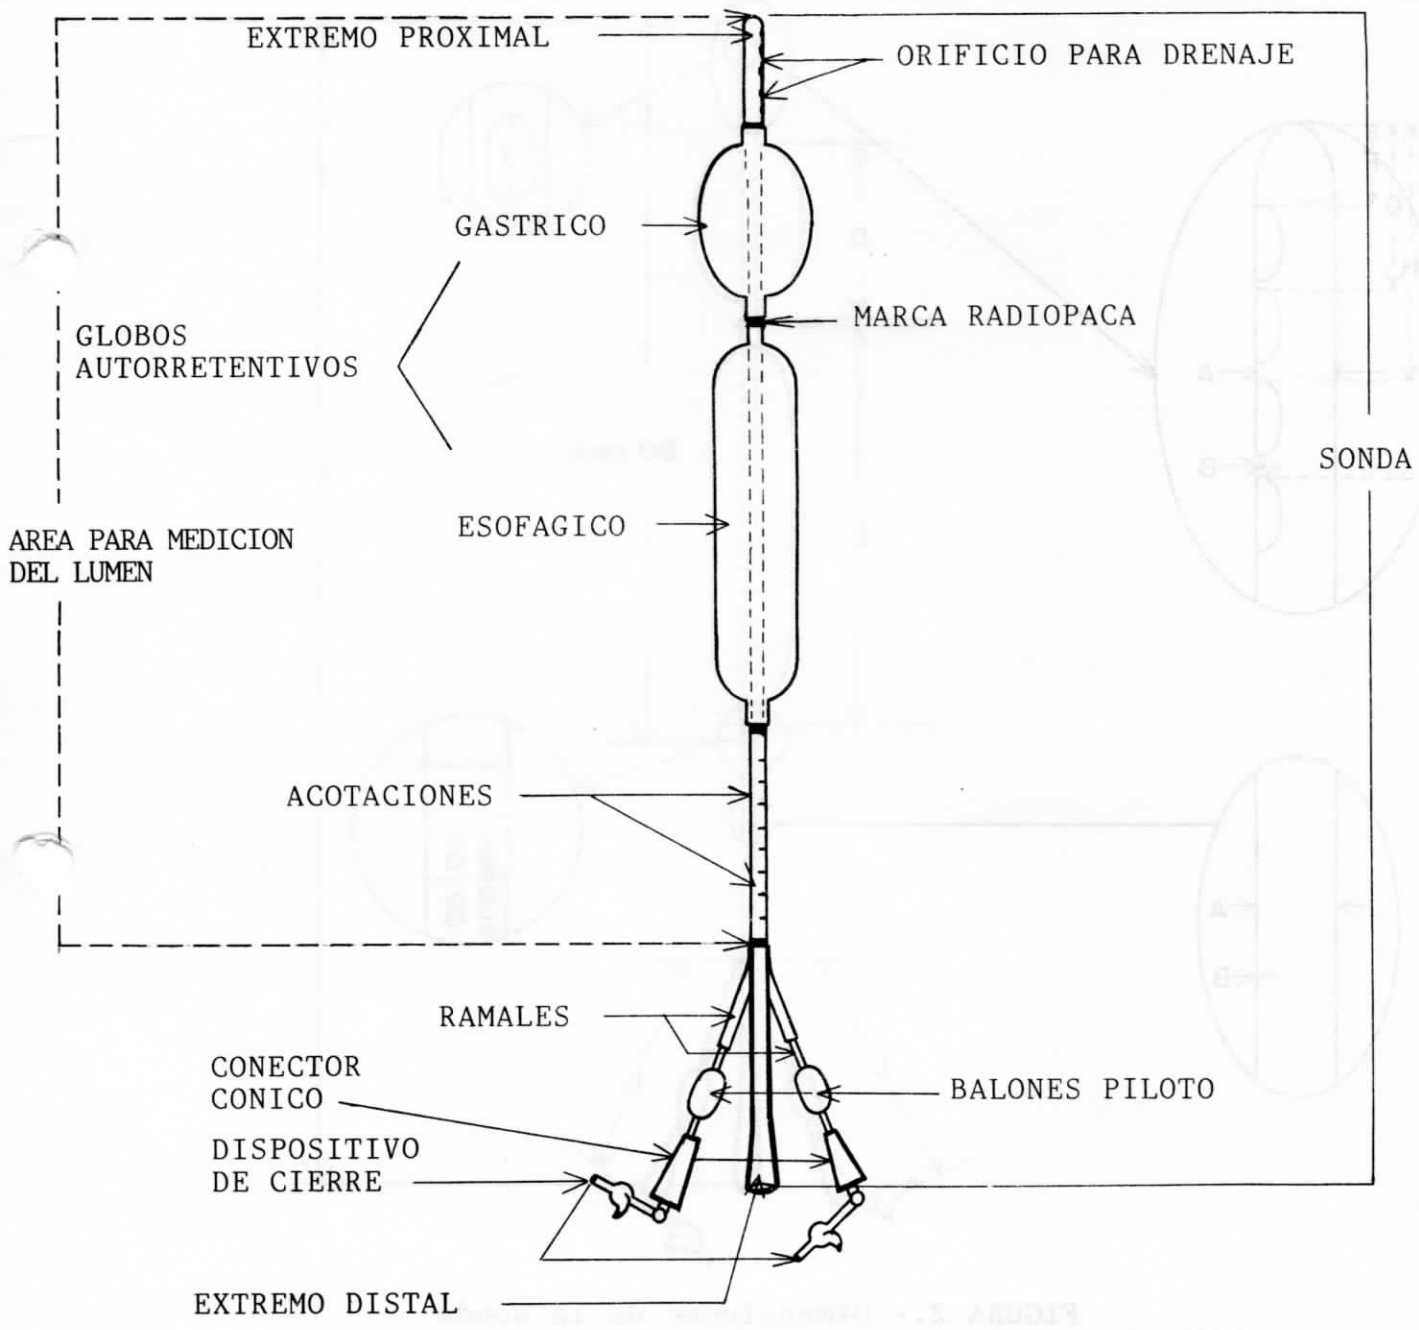 EXTREMO PROXIMAL
ORIFICIO PARA DRENAJE
GASTRICO
MARCA RADIOPACA
GLOBOS
AUTORRETENTIVOS
SONDA
ESOFAGICO
AREA PARA MEDICION
DEL LUMEN
ACOTACIONES
RAMALES
CONECTOR
CONICO
BALONES PILOTO
DISPOSITIVO
DE CIERRE
EXTREMO DISTAL